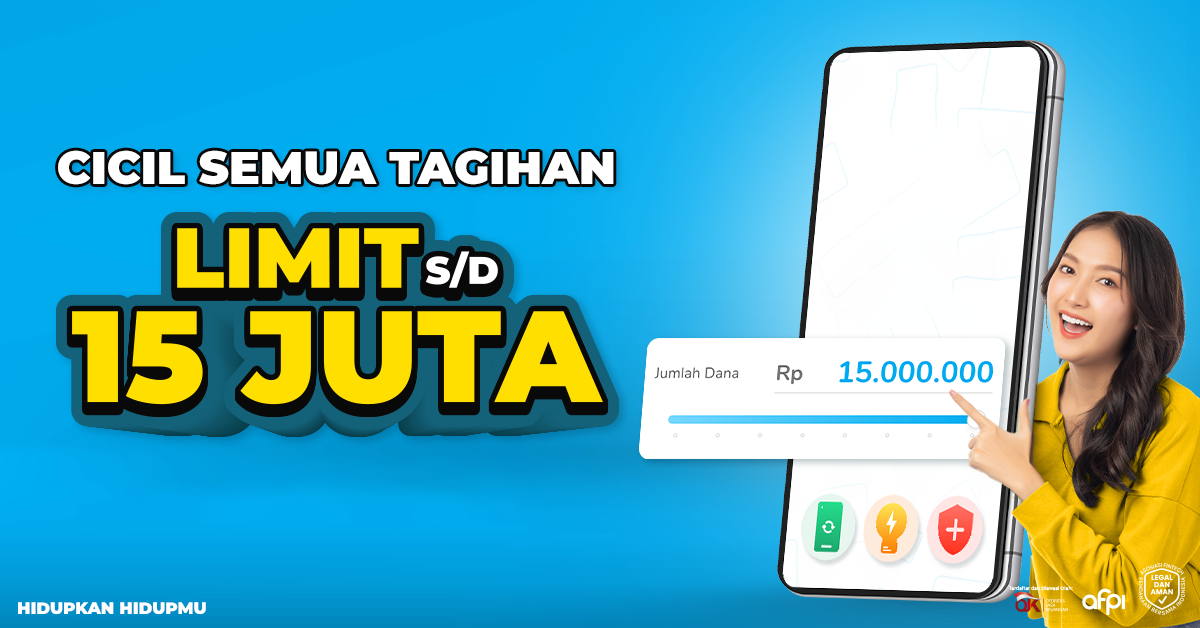 CICIL SEMUA TAGIHAN
LIMIT S/D
15 JUTA
Jumlah Dana Rp 15.000.000
HIDUPKAN HIDUPMU
afpi
LEGAL
DAN
AMAN